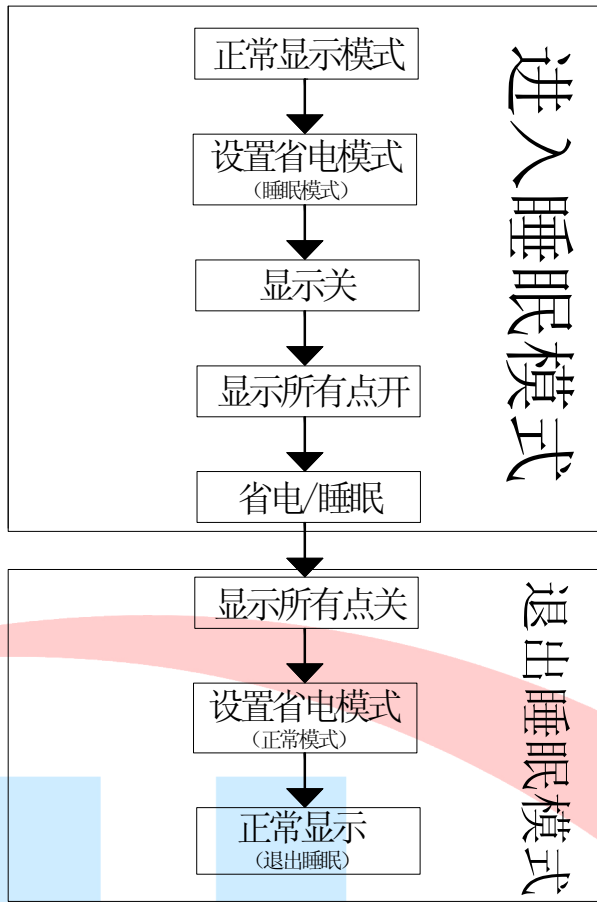 进入睡眠模式
正常显示模式
设置省电模式
(睡眠模式)
显示关
显示所有点开
省电/睡眠
退出睡眠模式
显示所有点关
设置省电模式
(正常模式)
正常显示
(退出睡眠)